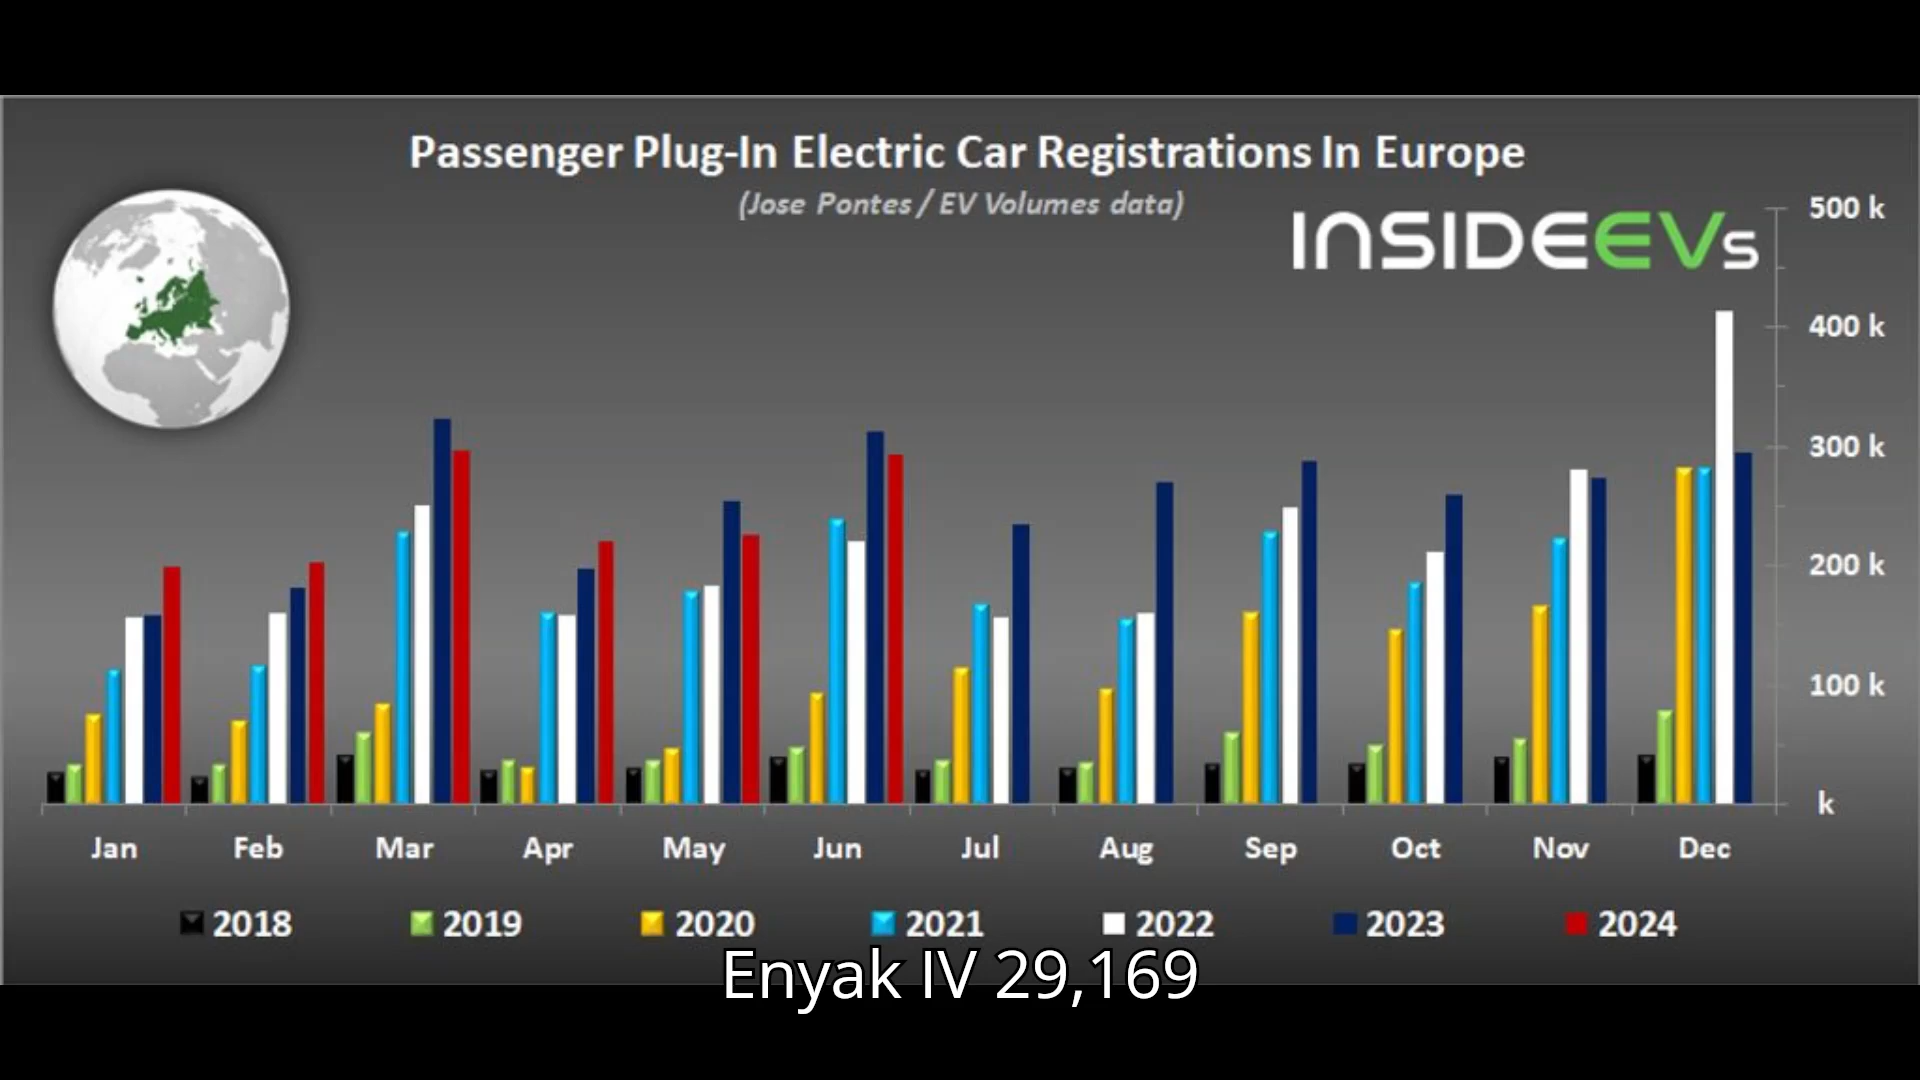 Passenger Plug-In Electric Car Registrations In Europe
(Jose Pontes / EV Volumes data)
INSIDEEVs
500 k
400 k
300 k
200 k
100 k
k
Jan Feb Mar Apr May Jun Jul Aug Sep Oct Nov Dec
2018 2019 2020 2021 2022 2023 2024
Enyak IV 29,169